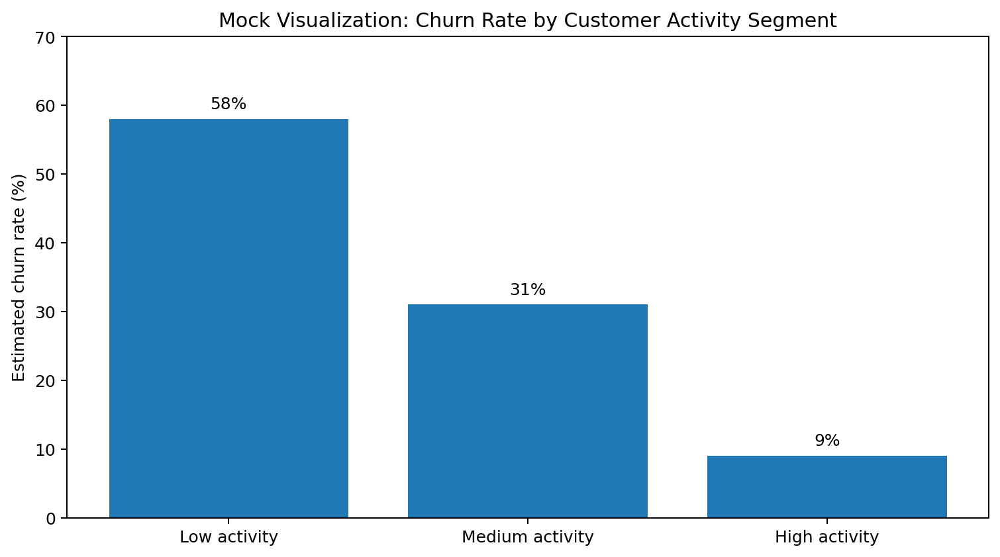 Mock Visualization: Churn Rate by Customer Activity Segment
Estimated churn rate (%)
70
60
50
40
30
20
10
0
58%
31%
9%
Low activity
Medium activity
High activity